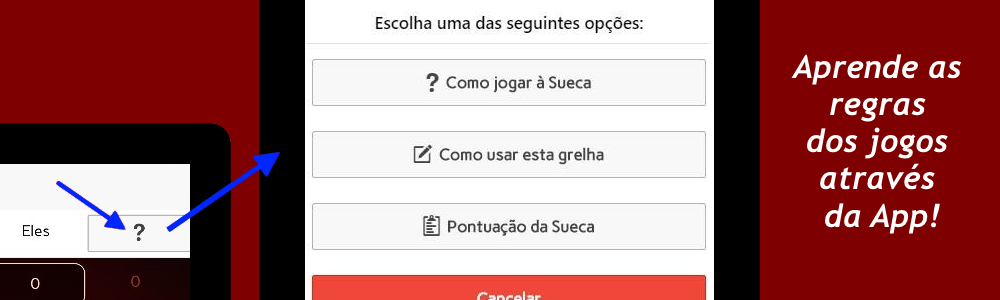 Eles
?
0
0
Escolha uma das seguintes opções:
? Como jogar à Sueca
Como usar esta grelha
Pontuação da Sueca
Cancelar
Aprende as
regras
dos jogos
através
da App!